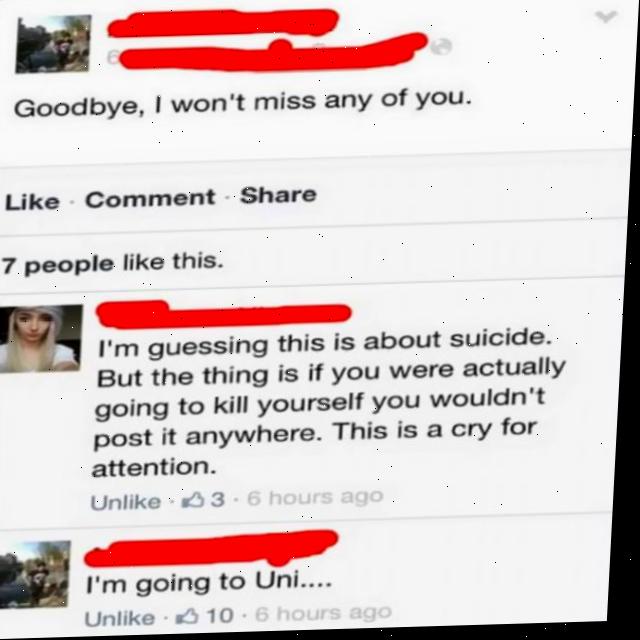 Goodbye, I won't miss any of you.
Like · Comment · Share
7 people like this.
I'm guessing this is about suicide.
But the thing is if you were actually
going to kill yourself you wouldn't
post it anywhere. This is a cry for
attention.
Unlike · 3 · 6 hours ago
I'm going to Uni....
Unlike · 10 · 6 hours ago